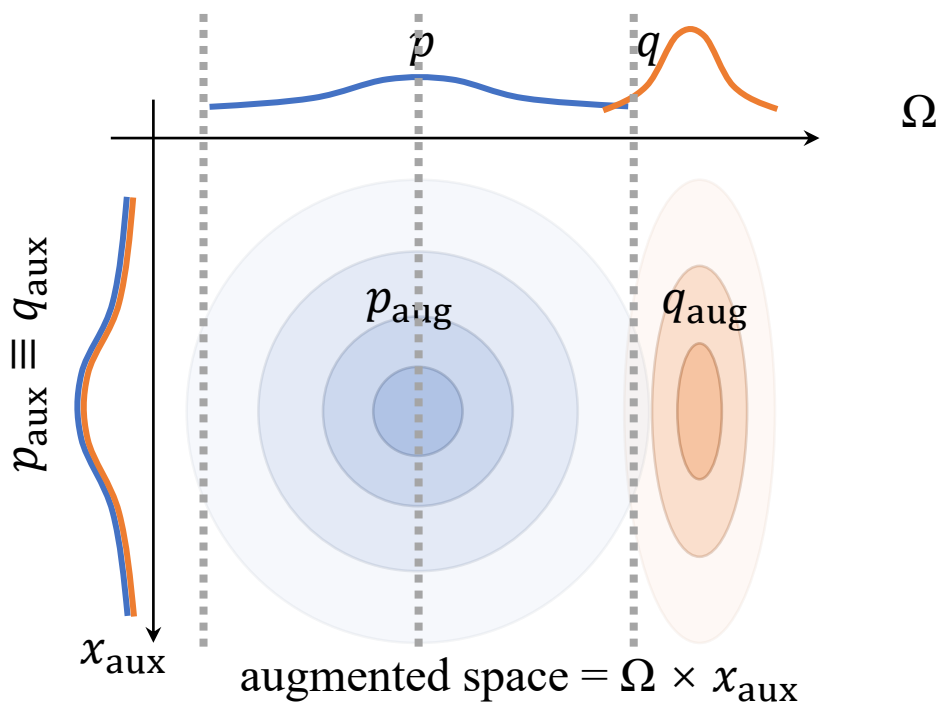 p
q
Ω
p_aux ≡ q_aux
p_aug
q_aug
x_aux
augmented space = Ω × x_aux